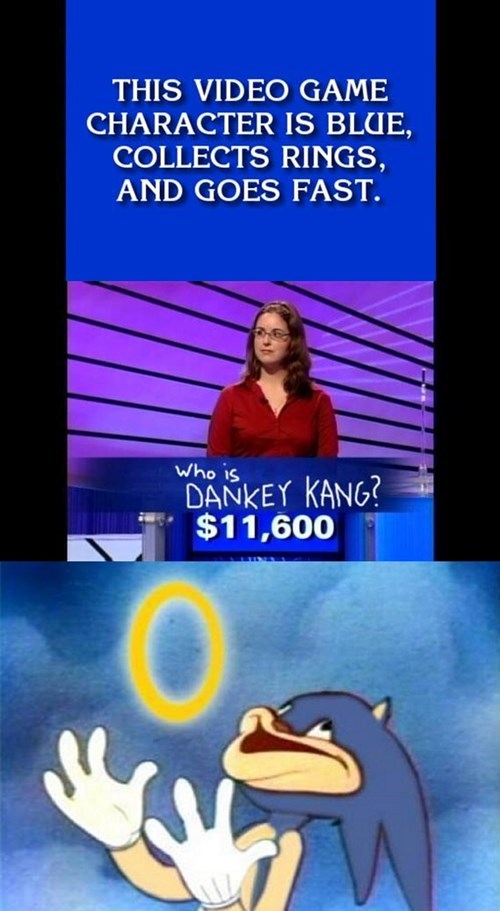 THIS VIDEO GAME
CHARACTER IS BLUE,
COLLECTS RINGS,
AND GOES FAST.
Who is
DANKEY KANG?
$11,600